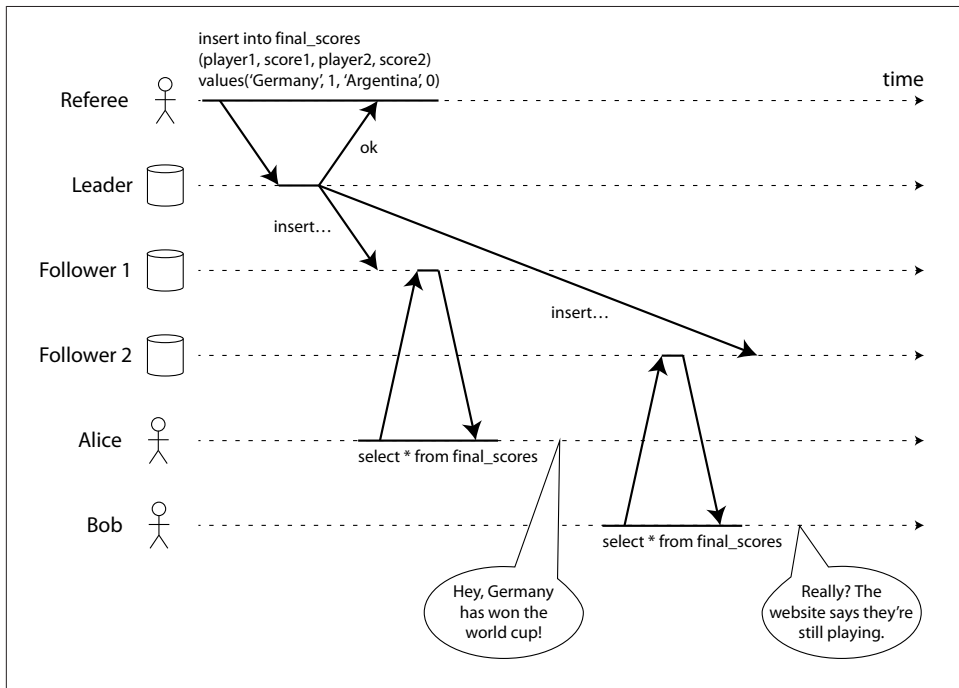 insert into final_scores
(player1, score1, player2, score2)
values(‘Germany’, 1, ‘Argentina’, 0)
time
Referee
ok
Leader
insert…
Follower 1
insert…
Follower 2
Alice
select * from final_scores
Bob
select * from final_scores
Hey, Germany
has won the
world cup!
Really? The
website says they’re
still playing.